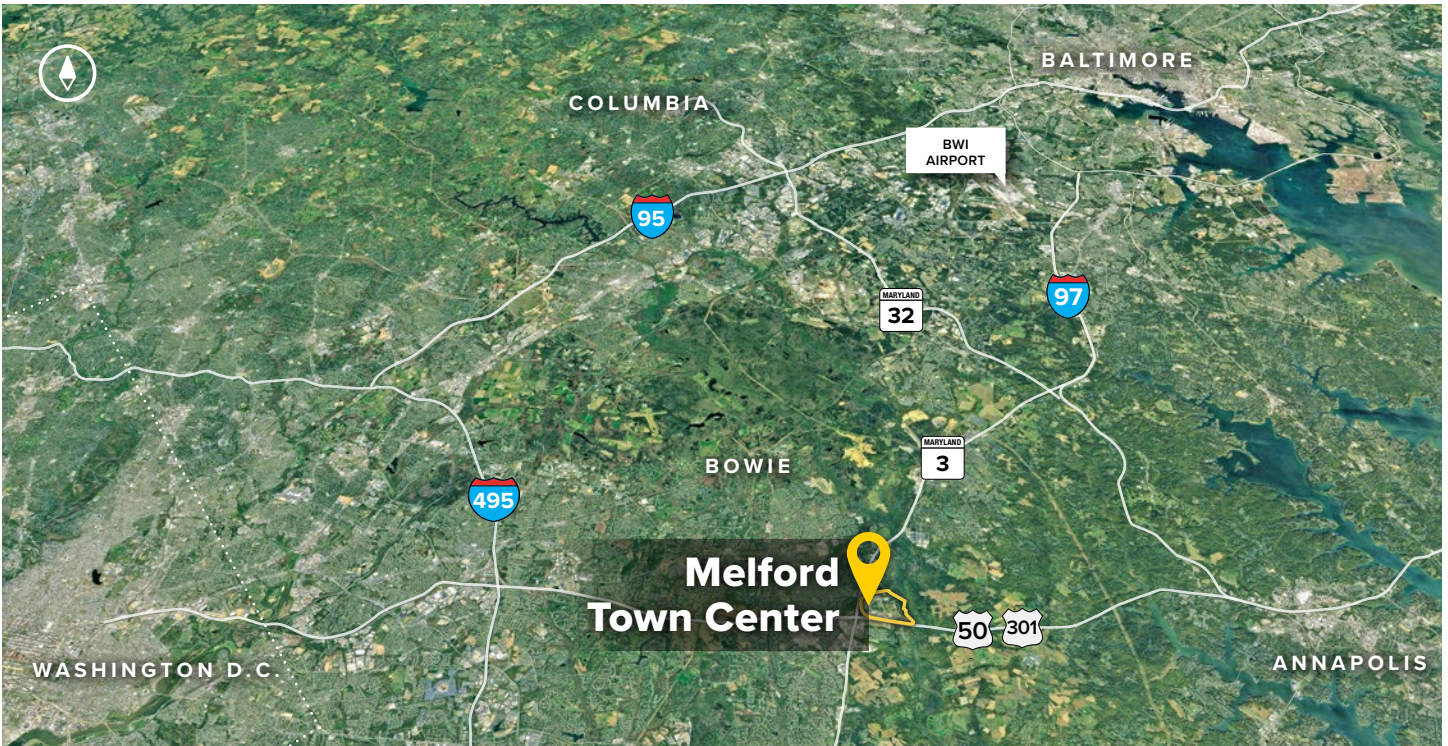 BALTIMORE
COLUMBIA
BWI
AIRPORT
95
MARYLAND
32
97
MARYLAND
3
BOWIE
495
Melford
Town Center
50
301
WASHINGTON D.C.
ANNAPOLIS